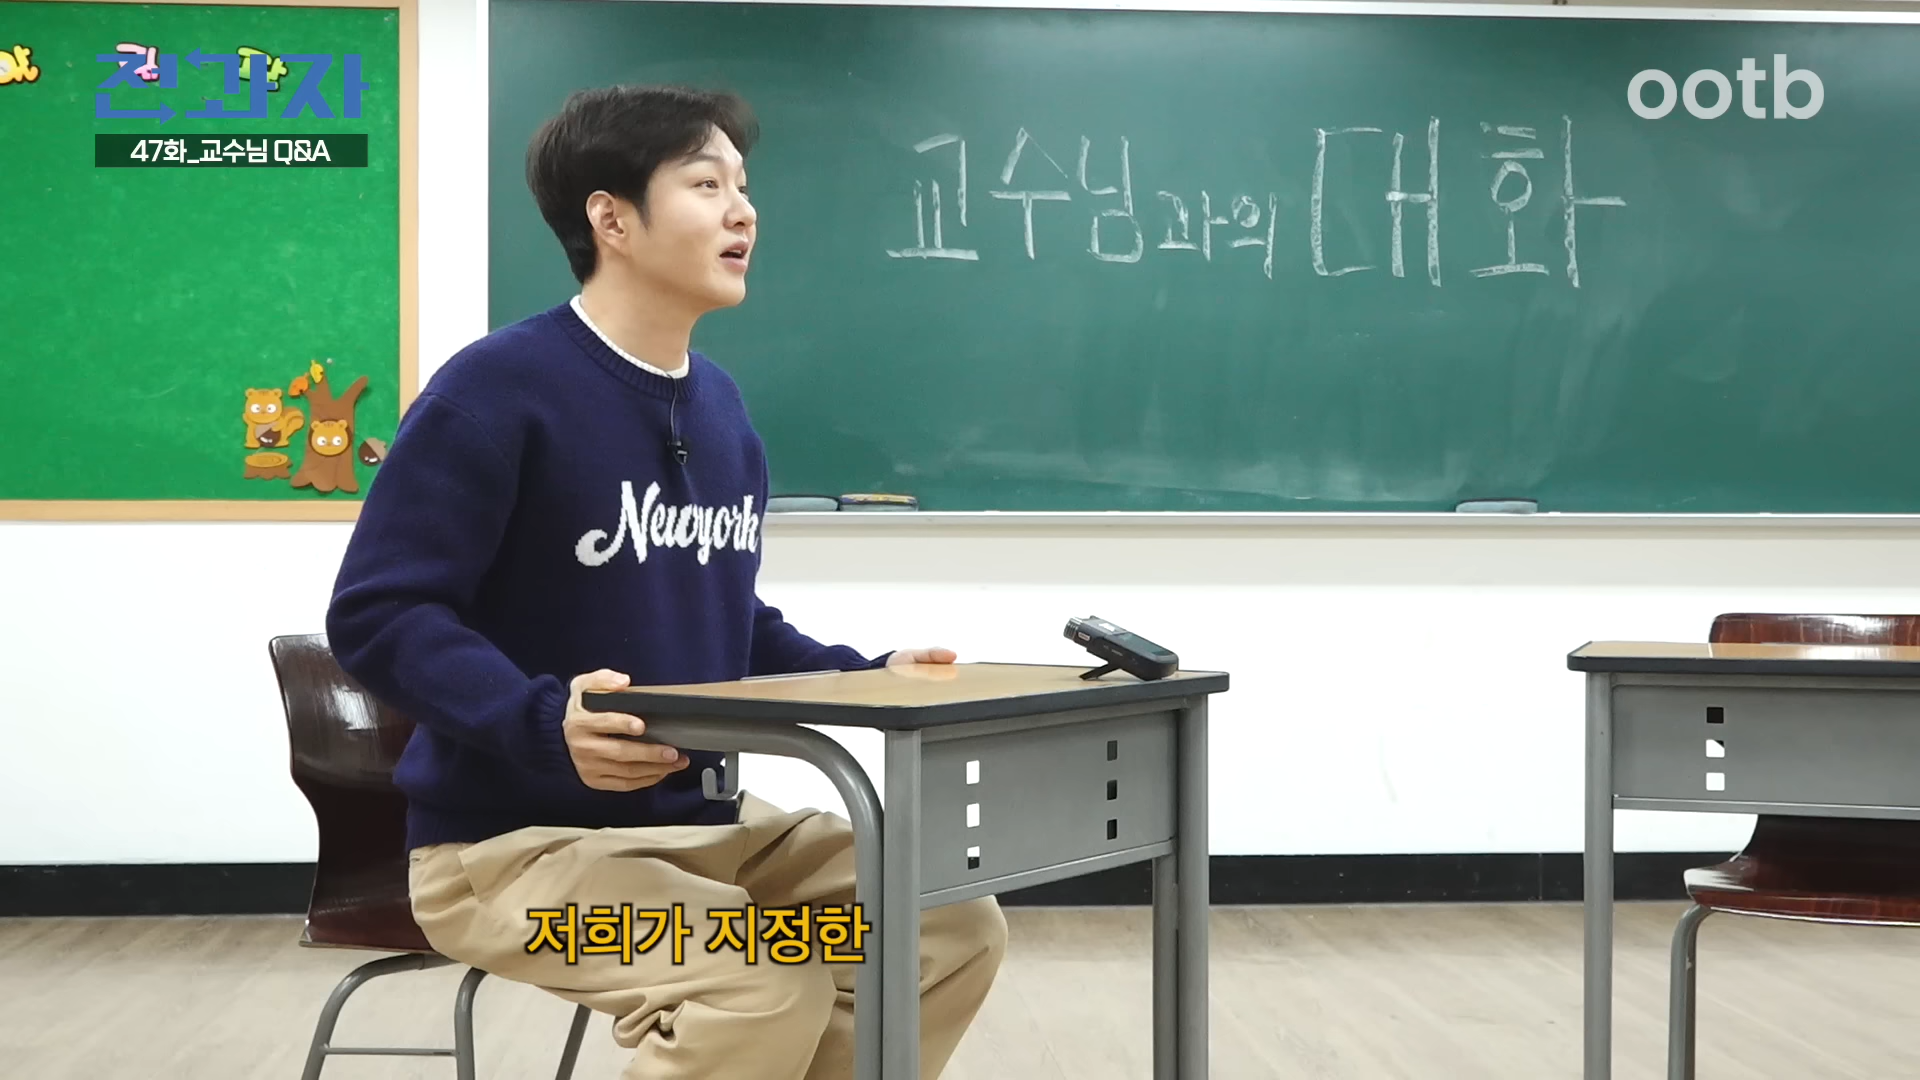 전과자
47화_교수님 Q&A
ootb
교수님과의 대화
Newyork
저희가 지정한